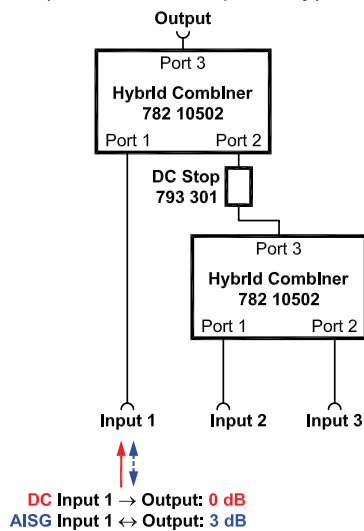 Output
Port 3
Hybrid Combiner
782 10502
Port 1 Port 2
DC Stop
793 301
Port 3
Hybrid Combiner
782 10502
Port 1 Port 2
Input 1 Input 2 Input 3
DC Input 1 → Output: 0 dB
AISG Input 1 ↔ Output: 3 dB